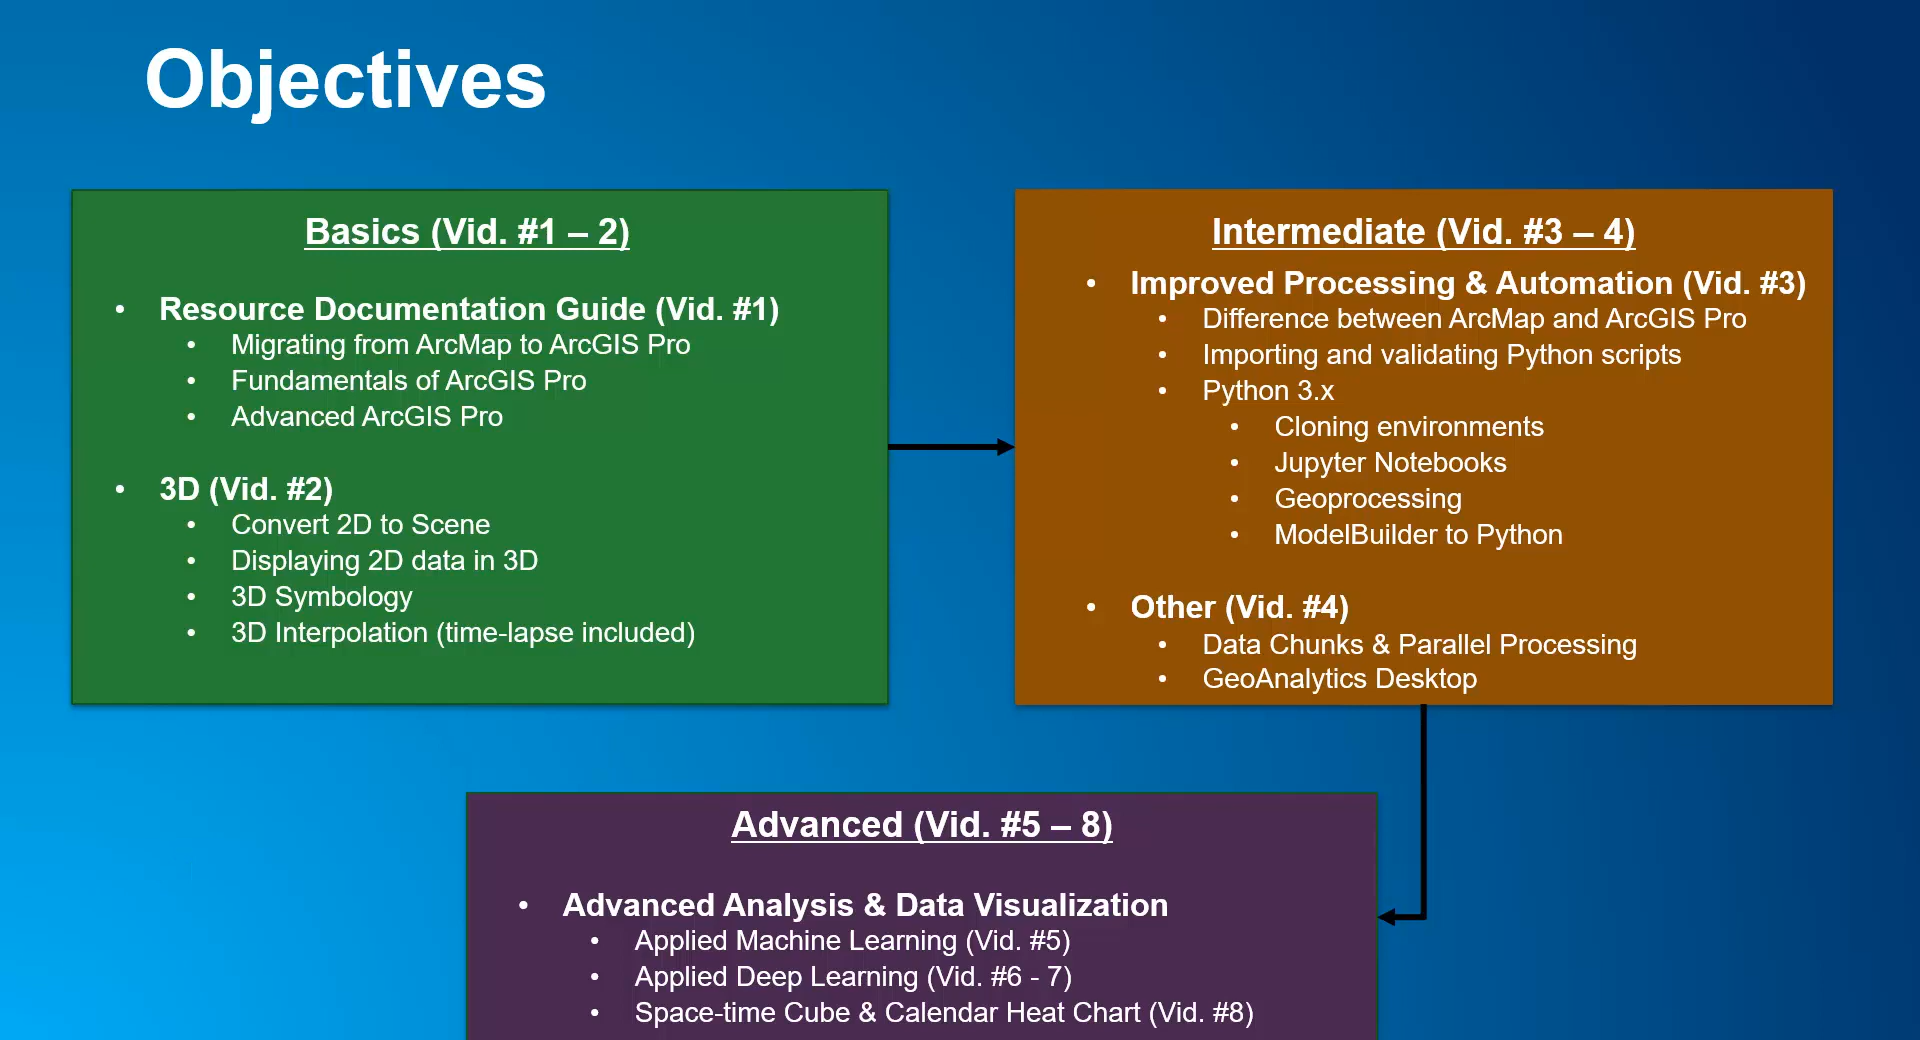 Objectives
Basics (Vid. #1 – 2)
• Resource Documentation Guide (Vid. #1)
• Migrating from ArcMap to ArcGIS Pro
• Fundamentals of ArcGIS Pro
• Advanced ArcGIS Pro
• 3D (Vid. #2)
• Convert 2D to Scene
• Displaying 2D data in 3D
• 3D Symbology
• 3D Interpolation (time-lapse included)
Intermediate (Vid. #3 – 4)
• Improved Processing & Automation (Vid. #3)
• Difference between ArcMap and ArcGIS Pro
• Importing and validating Python scripts
• Python 3.x
• Cloning environments
• Jupyter Notebooks
• Geoprocessing
• ModelBuilder to Python
• Other (Vid. #4)
• Data Chunks & Parallel Processing
• GeoAnalytics Desktop
Advanced (Vid. #5 – 8)
• Advanced Analysis & Data Visualization
• Applied Machine Learning (Vid. #5)
• Applied Deep Learning (Vid. #6 - 7)
• Space-time Cube & Calendar Heat Chart (Vid. #8)